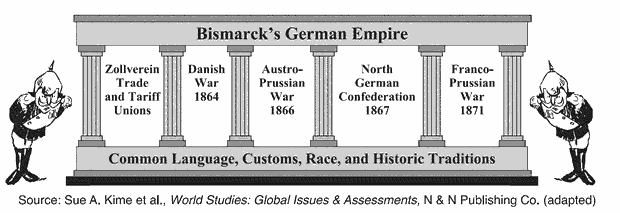 Bismarck's German Empire
Zollverein
Trade
and Tariff
Unions
Danish
War
1864
Austro-
Prussian
War
1866
North
German
Confederation
1867
Franco-
Prussian
War
1871
Common Language, Customs, Race, and Historic Traditions
Source: Sue A. Kime et al., World Studies: Global Issues & Assessments, N & N Publishing Co. (adapted)